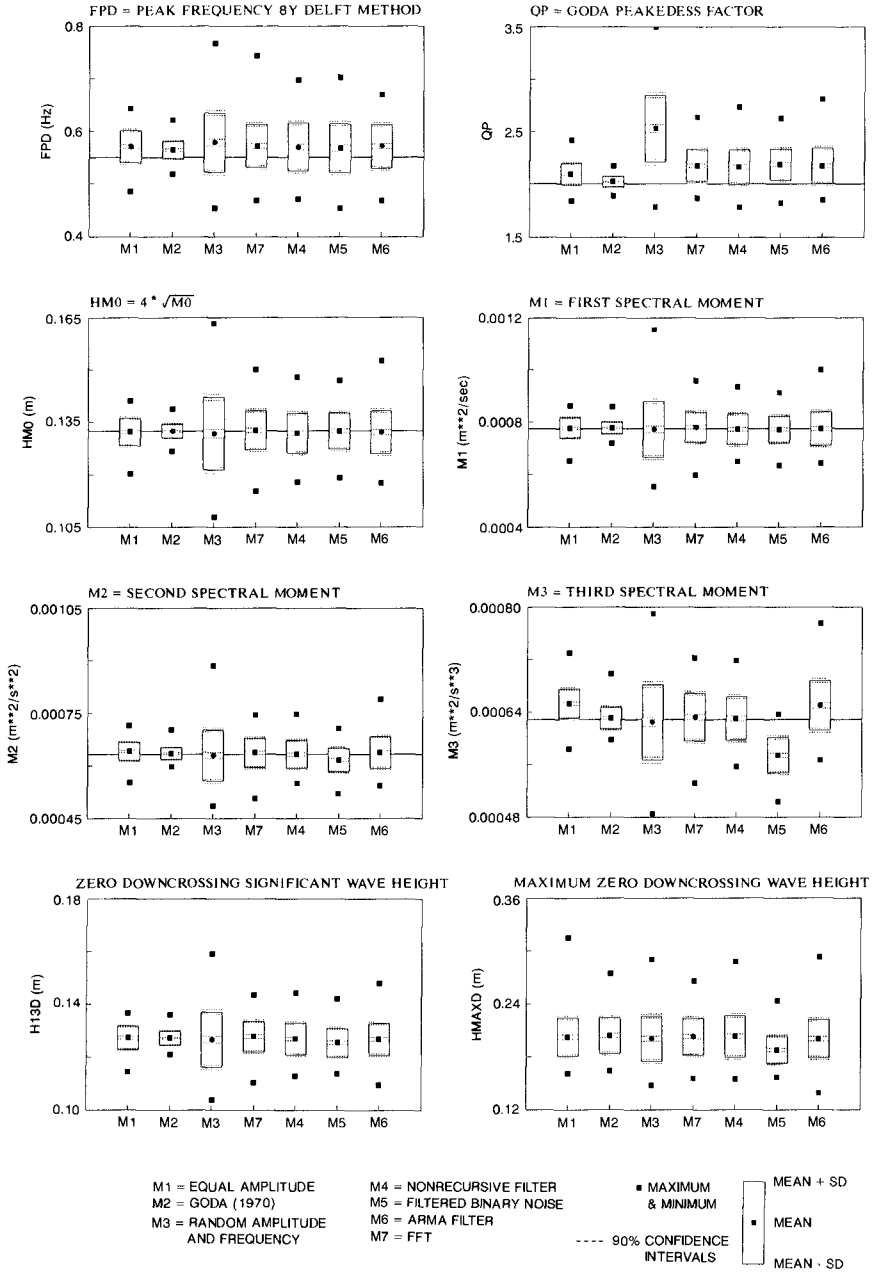 FPD = PEAK FREQUENCY 8Y DELFT METHOD
0.8
0.6
0.4
FPD (Hz)
M1 M2 M3 M7 M4 M5 M6
QP = GODA PEAKEDESS FACTOR
3.5
2.5
1.5
QP
M1 M2 M3 M7 M4 M5 M6
HM0 = 4 * √M0
0.165
0.135
0.105
HM0 (m)
M1 M2 M3 M7 M4 M5 M6
M1 = FIRST SPECTRAL MOMENT
0.0012
0.0008
0.0004
M1 (m**2/sec)
M1 M2 M3 M7 M4 M5 M6
M2 = SECOND SPECTRAL MOMENT
0.00105
0.00075
0.00045
M2 (m**2/s**2)
M1 M2 M3 M7 M4 M5 M6
M3 = THIRD SPECTRAL MOMENT
0.00080
0.00064
0.00048
M3 (m**2/s**3)
M1 M2 M3 M7 M4 M5 M6
ZERO DOWNCROSSING SIGNIFICANT WAVE HEIGHT
0.18
0.14
0.10
H13D (m)
M1 M2 M3 M7 M4 M5 M6
MAXIMUM ZERO DOWNCROSSING WAVE HEIGHT
0.36
0.24
0.12
HMAXD (m)
M1 M2 M3 M7 M4 M5 M6
M1 = EQUAL AMPLITUDE
M2 = GODA (1970)
M3 = RANDOM AMPLITUDE
AND FREQUENCY
M4 = NONRECURSIVE FILTER
M5 = FILTERED BINARY NOISE
M6 = ARMA FILTER
M7 = FFT
MAXIMUM
& MINIMUM
---- 90% CONFIDENCE
INTERVALS
MEAN + SD
MEAN
MEAN - SD